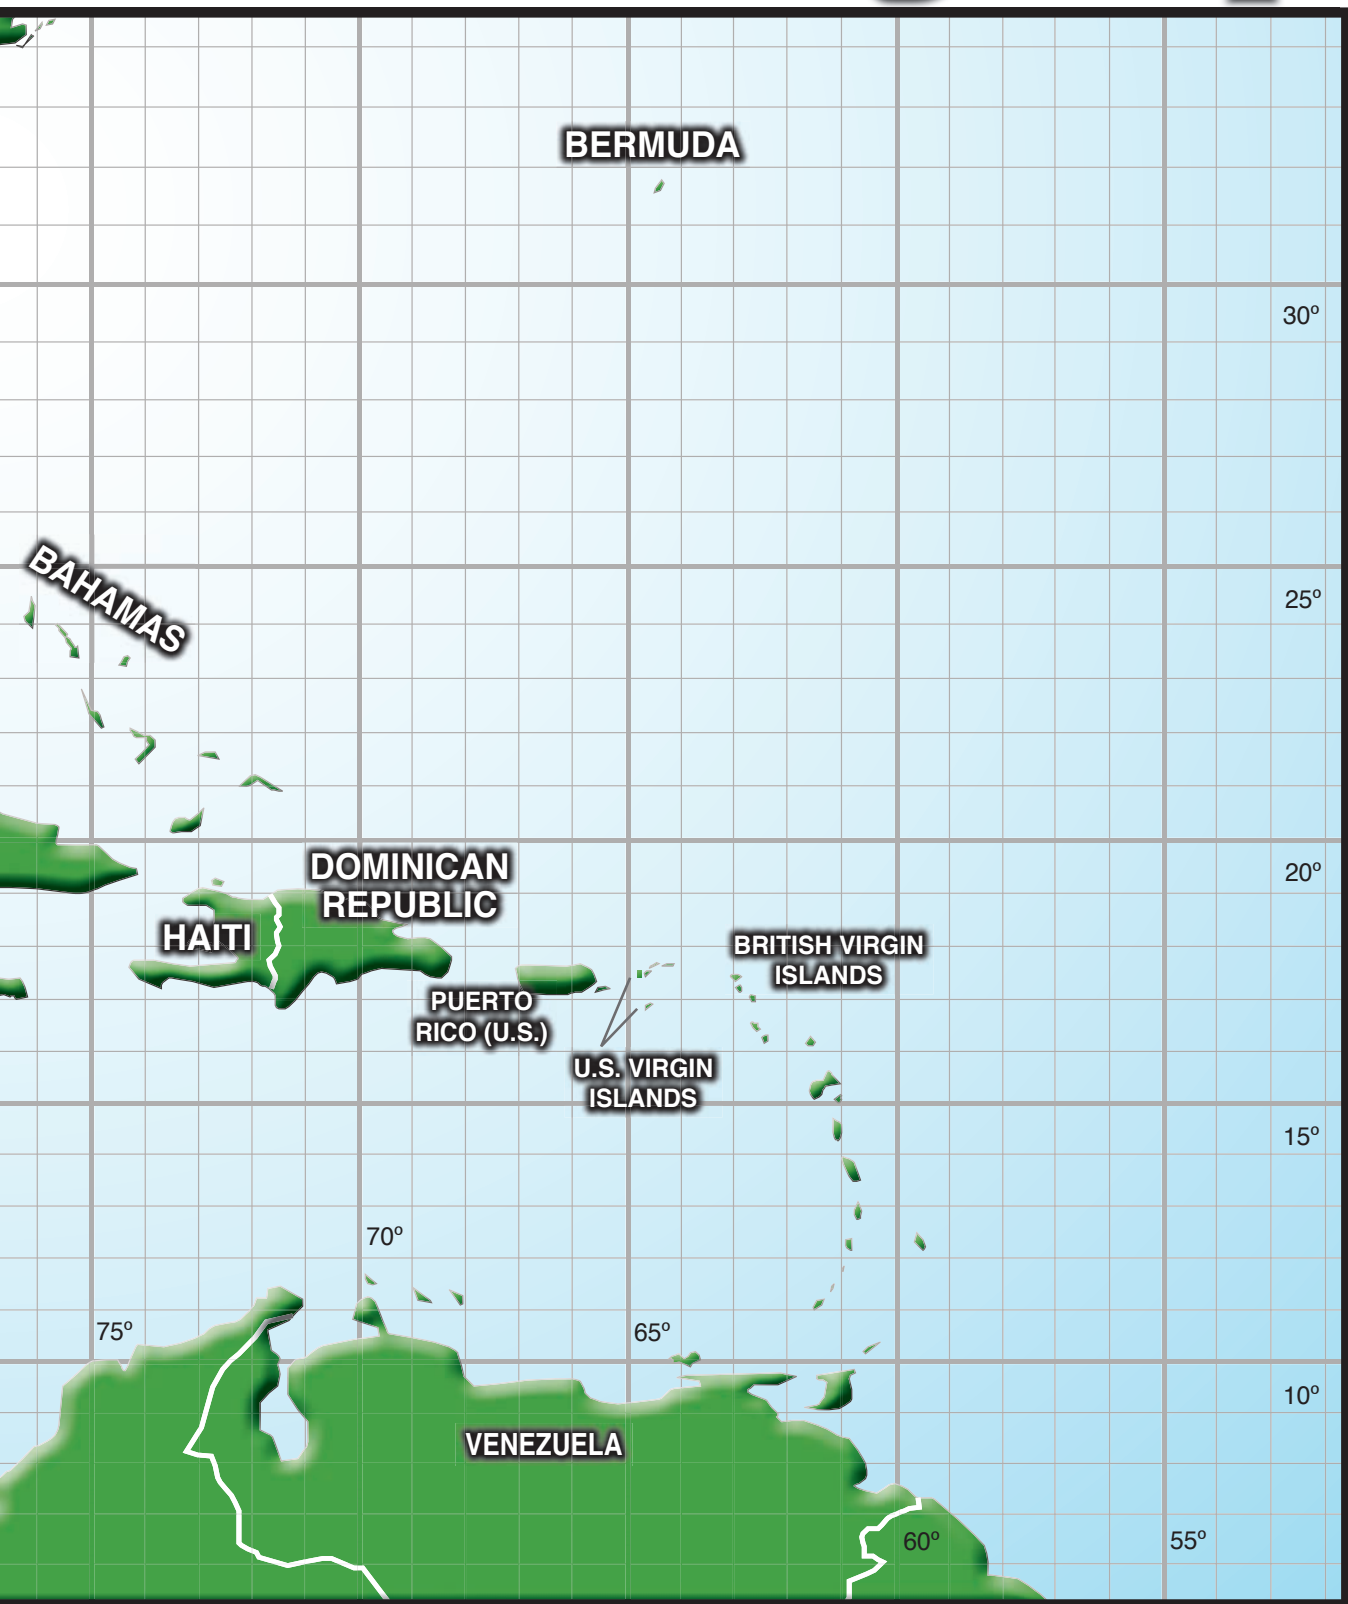 BERMUDA
30º
BAHAMAS
25º
DOMINICAN
REPUBLIC
20º
HAITI
BRITISH VIRGIN
ISLANDS
PUERTO
RICO (U.S.)
U.S. VIRGIN
ISLANDS
15º
70º
75º
65º
10º
VENEZUELA
60º
55º